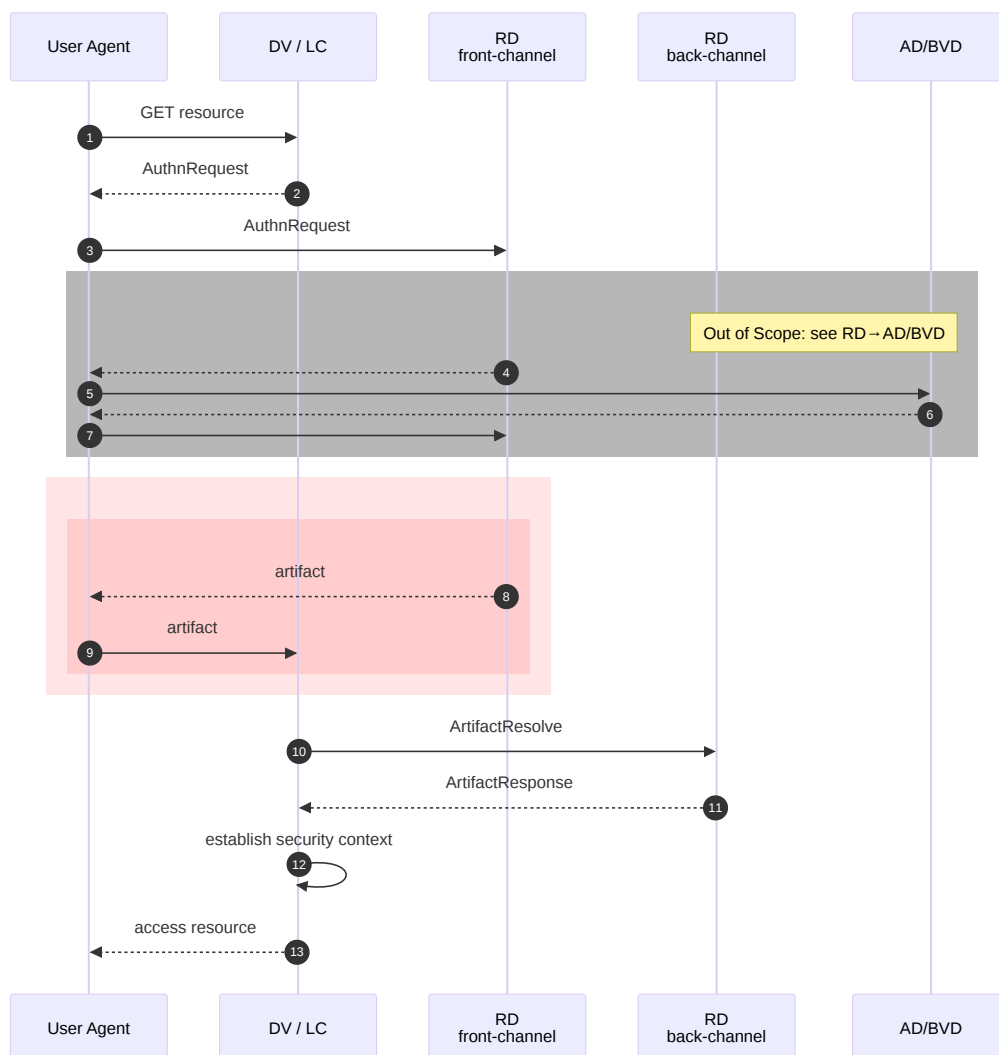 User Agent
DV / LC
RD
front-channel
RD
back-channel
AD/BVD
GET resource
1
AuthnRequest
2
AuthnRequest
3
Out of Scope: see RD→AD/BVD
4
5
6
7
artifact
8
artifact
9
ArtifactResolve
10
ArtifactResponse
11
establish security context
12
access resource
13
User Agent
DV / LC
RD
front-channel
RD
back-channel
AD/BVD